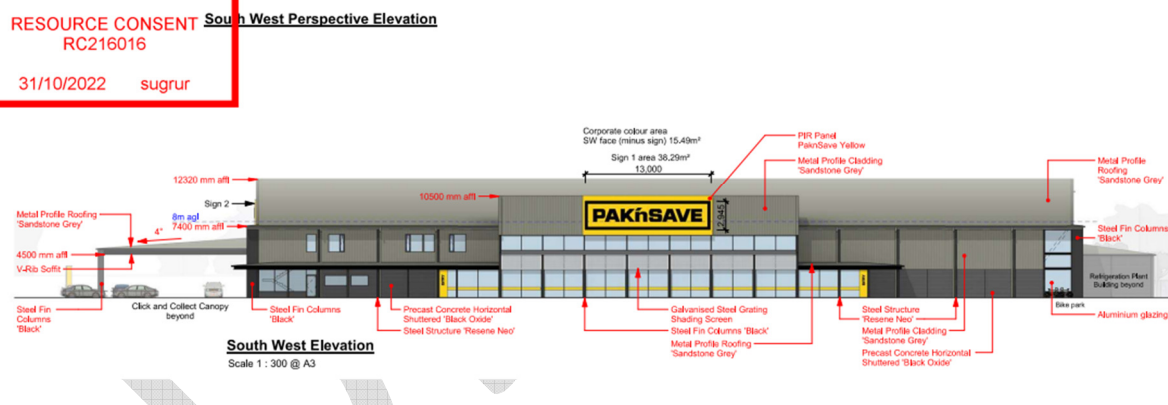 RESOURCE CONSENT
RC216016
31/10/2022 sugrur
South West Perspective Elevation
Corporate colour area
SW face (minus sign) 15.49m²
Sign 1 area 38.29m²
13,000
PIR Panel
PaknSave Yellow
Metal Profile Cladding
'Sandstone Grey'
Metal Profile
Roofing
'Sandstone Grey'
12320 mm affl
10500 mm affl
Sign 2
8m agl
7400 mm affl
Metal Profile Roofing
'Sandstone Grey'
4°
4500 mm affl
V-Rib Soffit
PAKnSAVE
2,945
Steel Fin Columns
'Black'
Refrigeration Plant
Building beyond
Steel Fin
Columns
'Black'
Click and Collect Canopy
beyond
Steel Fin Columns
'Black'
Precast Concrete Horizontal
Shuttered 'Black Oxide'
Steel Structure 'Resene Neo'
Galvanised Steel Grating
Shading Screen
Steel Fin Columns 'Black'
Metal Profile Roofing
'Sandstone Grey'
Steel Structure
'Resene Neo'
Metal Profile Cladding
'Sandstone Grey'
Precast Concrete Horizontal
Shuttered 'Black Oxide'
Bike park
Aluminium glazing
South West Elevation
Scale 1 : 300 @ A3